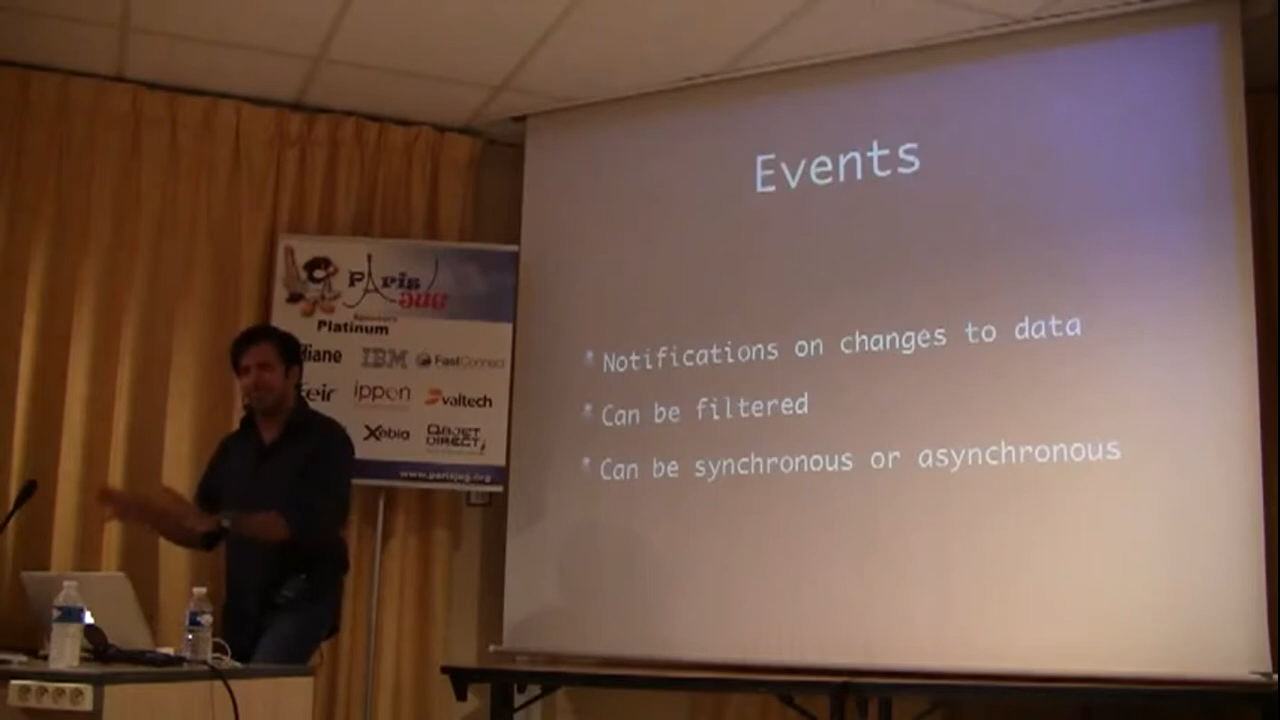 Events
* Notifications on changes to data
* Can be filtered
* Can be synchronous or asynchronous
Paris
JUG
Sponsors
Platinum
IBM FastConnect
ippon valtech
Xebia OBJET DIRECT
www.parisjug.org